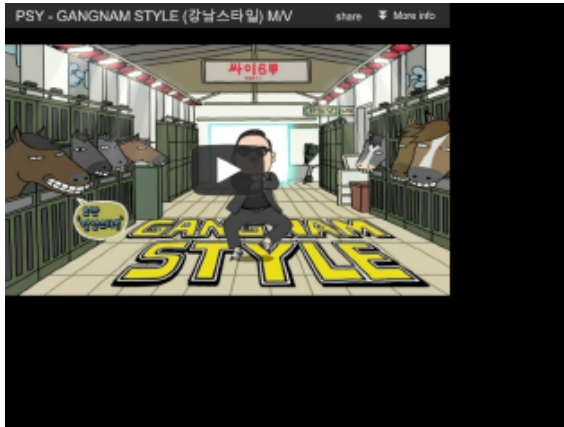 PSY - GANGNAM STYLE (강남스타일) M/V
share
More info
싸이6甲
GANGNAM
STYLE